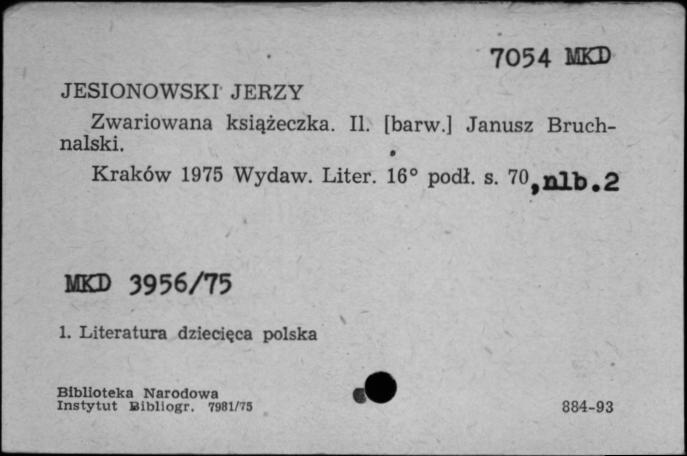 7054 MKD
JESIONOWSKI JERZY
Zwariowana książeczka. Il. [barw.] Janusz Bruch-
nalski.
Kraków 1975 Wydaw. Liter. 16° podł. s. 70, nlb.2
MKD 3956/75
1. Literatura dziecięca polska
Biblioteka Narodowa
Instytut Bibliogr. 7981/75
884-93